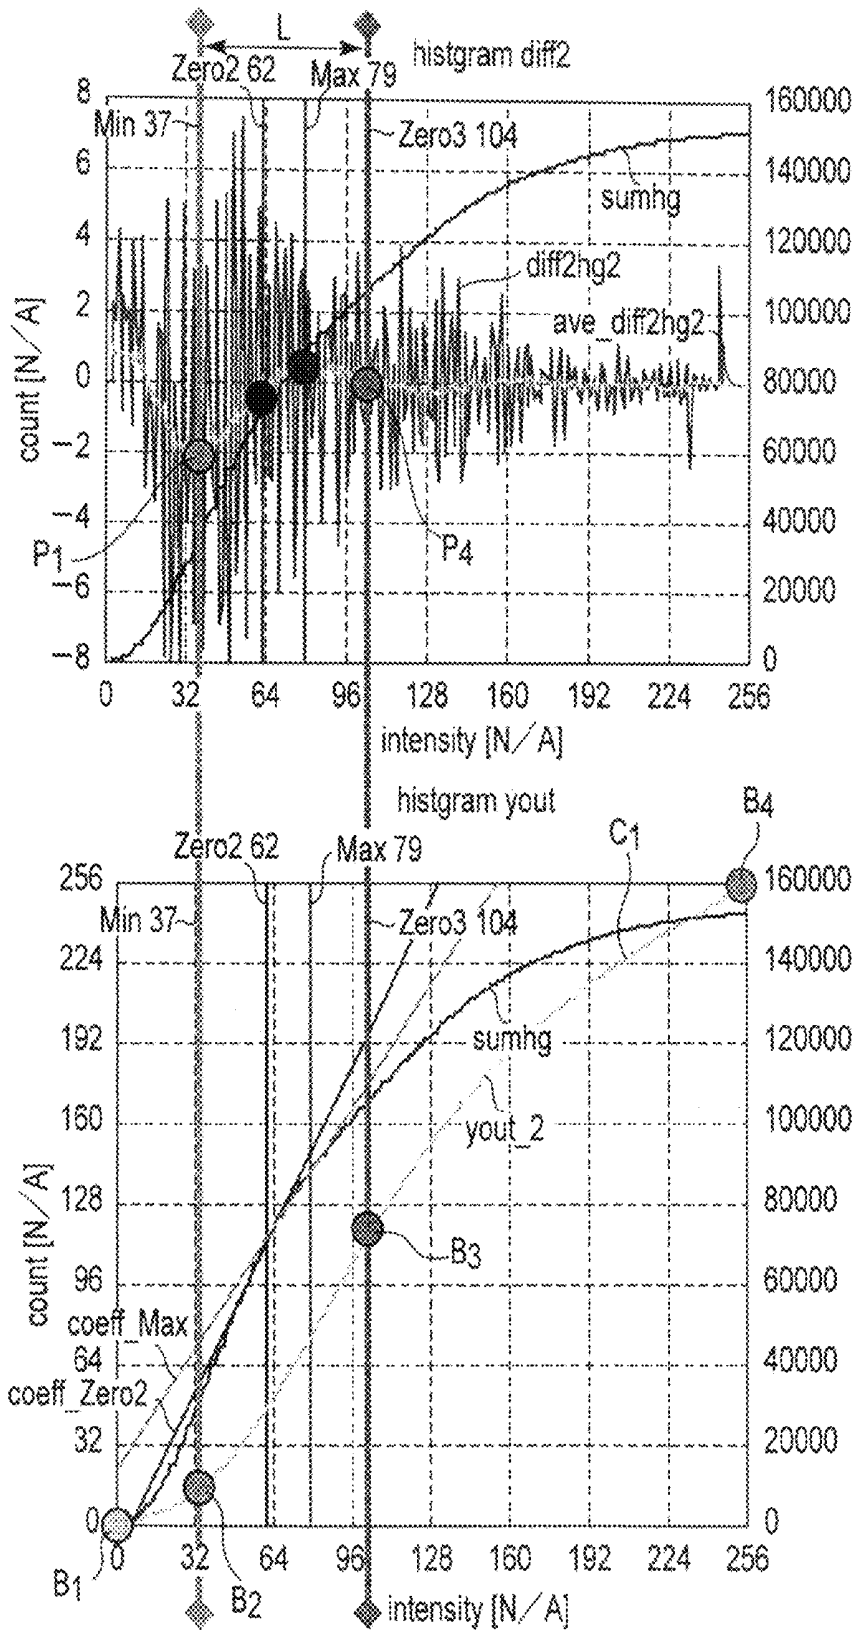 L
histgram diff2
Zero2 62
Max 79
Min 37
Zero3 104
8
6
4
2
0
−2
−4
−6
−8
count [N/A]
160000
140000
120000
100000
80000
60000
40000
20000
0
sumhg
diff2hg2
ave_diff2hg2
P1
P4
0 32 64 96 128 160 192 224 256
intensity [N/A]
histgram yout
B4
C1
Zero2 62
Max 79
Min 37
Zero3 104
256
224
192
160
128
96
64
32
0
count [N/A]
160000
140000
120000
100000
80000
60000
40000
20000
0
sumhg
yout_2
B3
coeff_Max
coeff_Zero2
B1
B2
0 32 64 96 128 160 192 224 256
intensity [N/A]